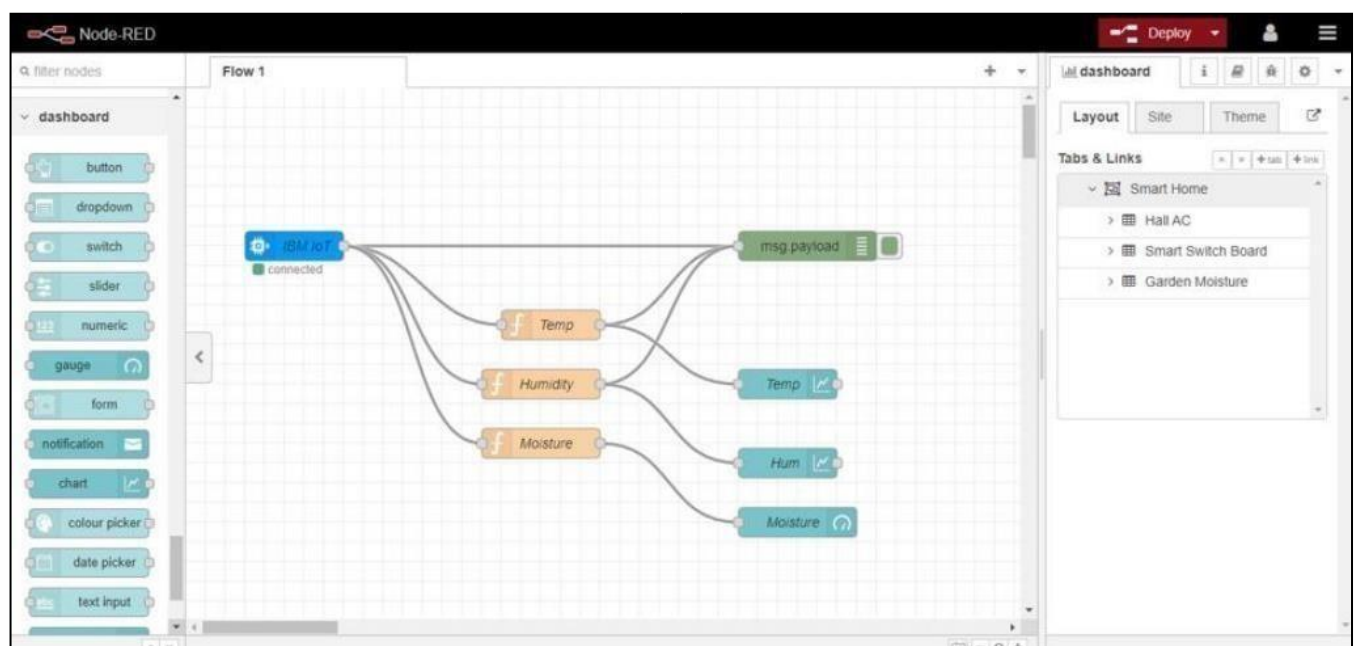 Node-RED
Deploy
filter nodes
Flow 1
dashboard
i
dashboard
Layout
Site
Theme
button
Tabs & Links
+ tab
+ link
dropdown
Smart Home
Hall AC
switch
IBM IoT
msg.payload
Smart Switch Board
connected
slider
Garden Moisture
numeric
Temp
gauge
Humidity
Temp
form
notification
Moisture
Hum
chart
colour picker
Moisture
date picker
text input